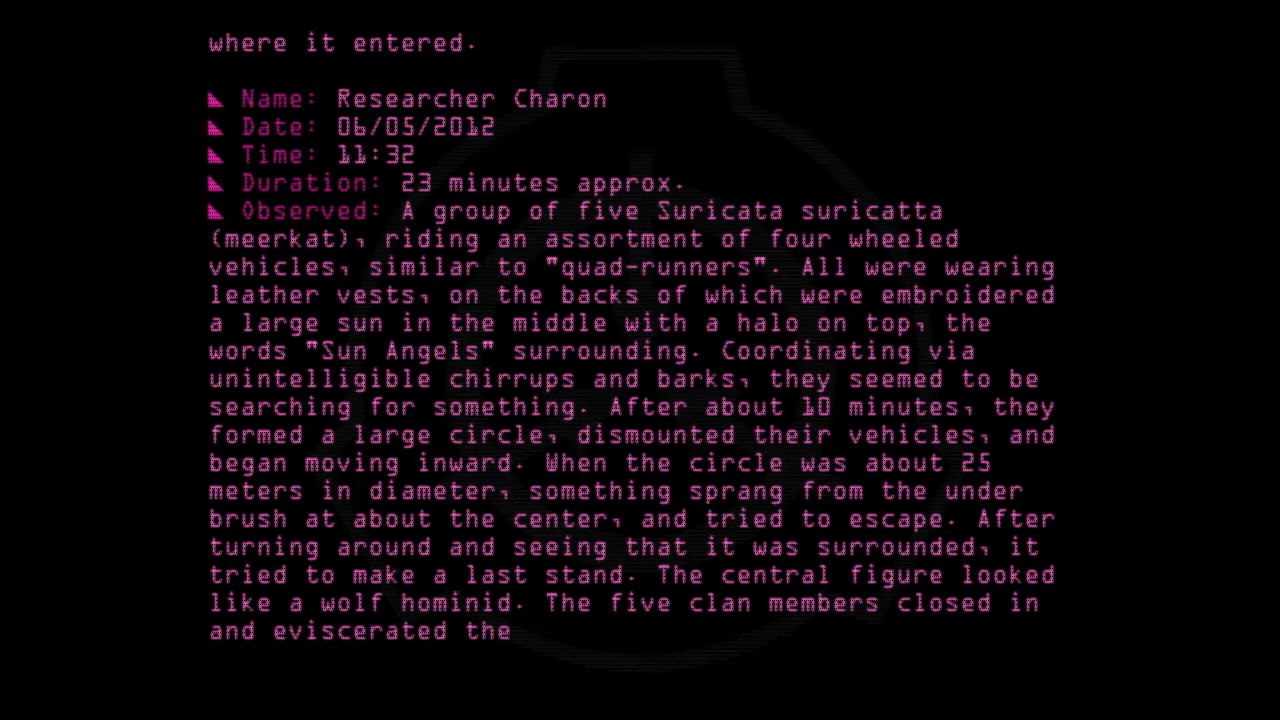 where it entered.
◣ Name: Researcher Charon
◣ Date: 06/05/2012
◣ Time: 11:32
◣ Duration: 23 minutes approx.
◣ Observed: A group of five Suricata suricatta
(meerkat), riding an assortment of four wheeled
vehicles, similar to "quad-runners". All were wearing
leather vests, on the backs of which were embroidered
a large sun in the middle with a halo on top, the
words "Sun Angels" surrounding. Coordinating via
unintelligible chirrups and barks, they seemed to be
searching for something. After about 10 minutes, they
formed a large circle, dismounted their vehicles, and
began moving inward. When the circle was about 25
meters in diameter, something sprang from the under
brush at about the center, and tried to escape. After
turning around and seeing that it was surrounded, it
tried to make a last stand. The central figure looked
like a wolf hominid. The five clan members closed in
and eviscerated the